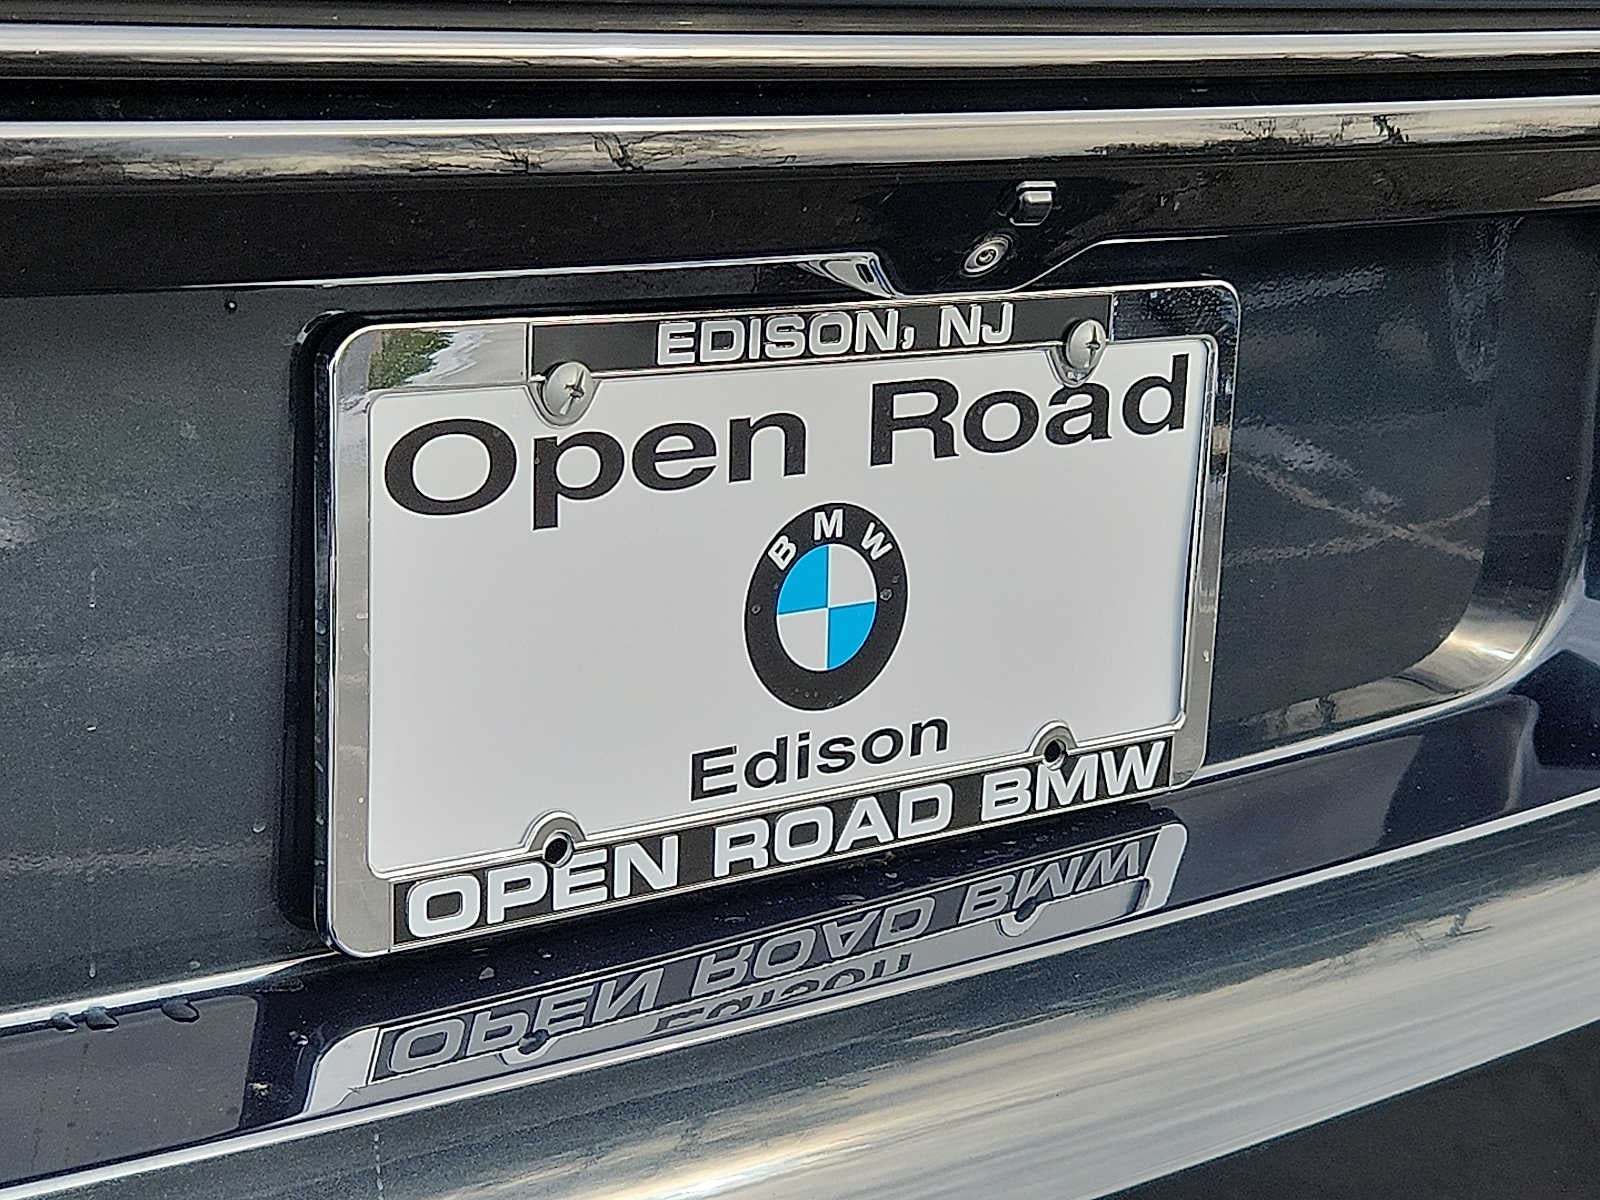 EDISON, NJ
Open Road
BMW
Edison
OPEN ROAD BMW